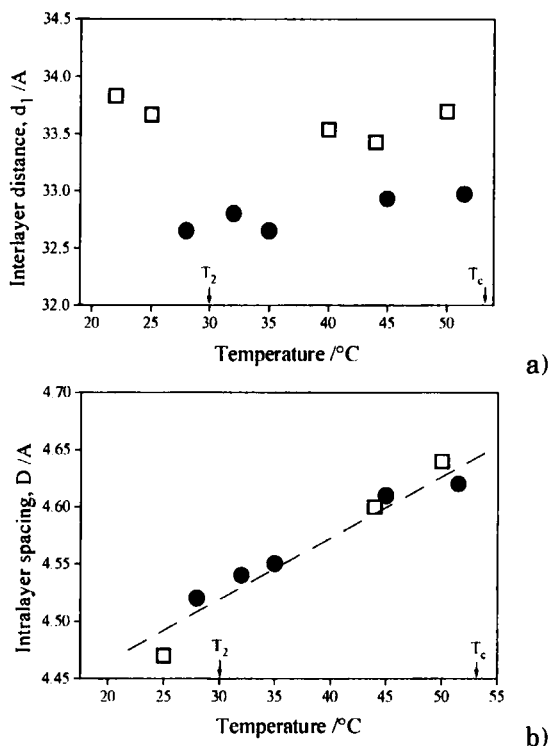 34.5
34.0
33.5
33.0
32.5
32.0
Interlayer distance, d₁ /A
T₂
T_c
20 25 30 35 40 45 50
Temperature /°C
a)
4.70
4.65
4.60
4.55
4.50
4.45
Intralayer spacing, D /A
T₂
T_c
20 25 30 35 40 45 50 55
Temperature /°C
b)